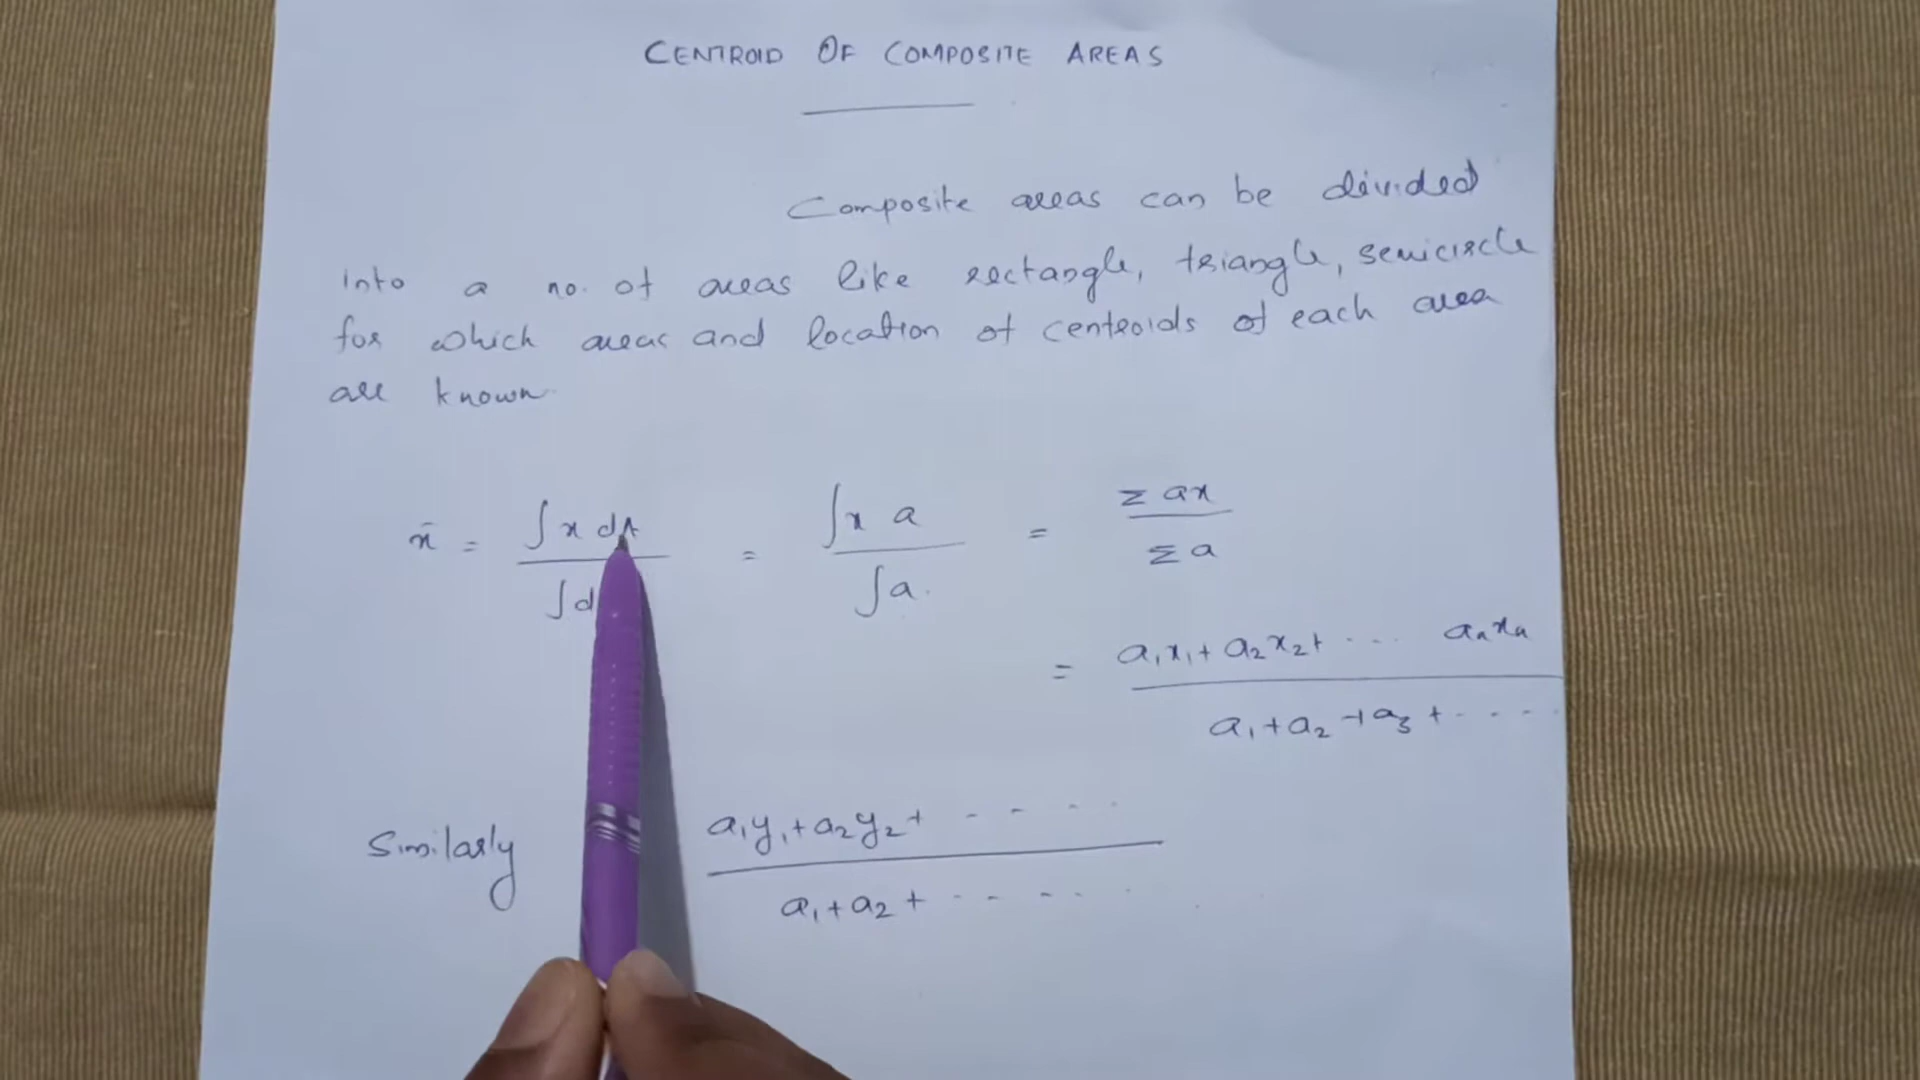 CENTROID OF COMPOSITE AREAS
Composite areas can be divided
into a no. of areas like rectangle, triangle, semicircle
for which areas and location of centroids of each area
are known.
x̄ = ∫x dA / ∫d = ∫x a / ∫a. = Σ ax / Σ a
= a₁x₁ + a₂x₂ + ... aₙxₙ / a₁ + a₂ + a₃ + ....
Similarly a₁y₁ + a₂y₂ + - - - - / a₁ + a₂ + - - - - -